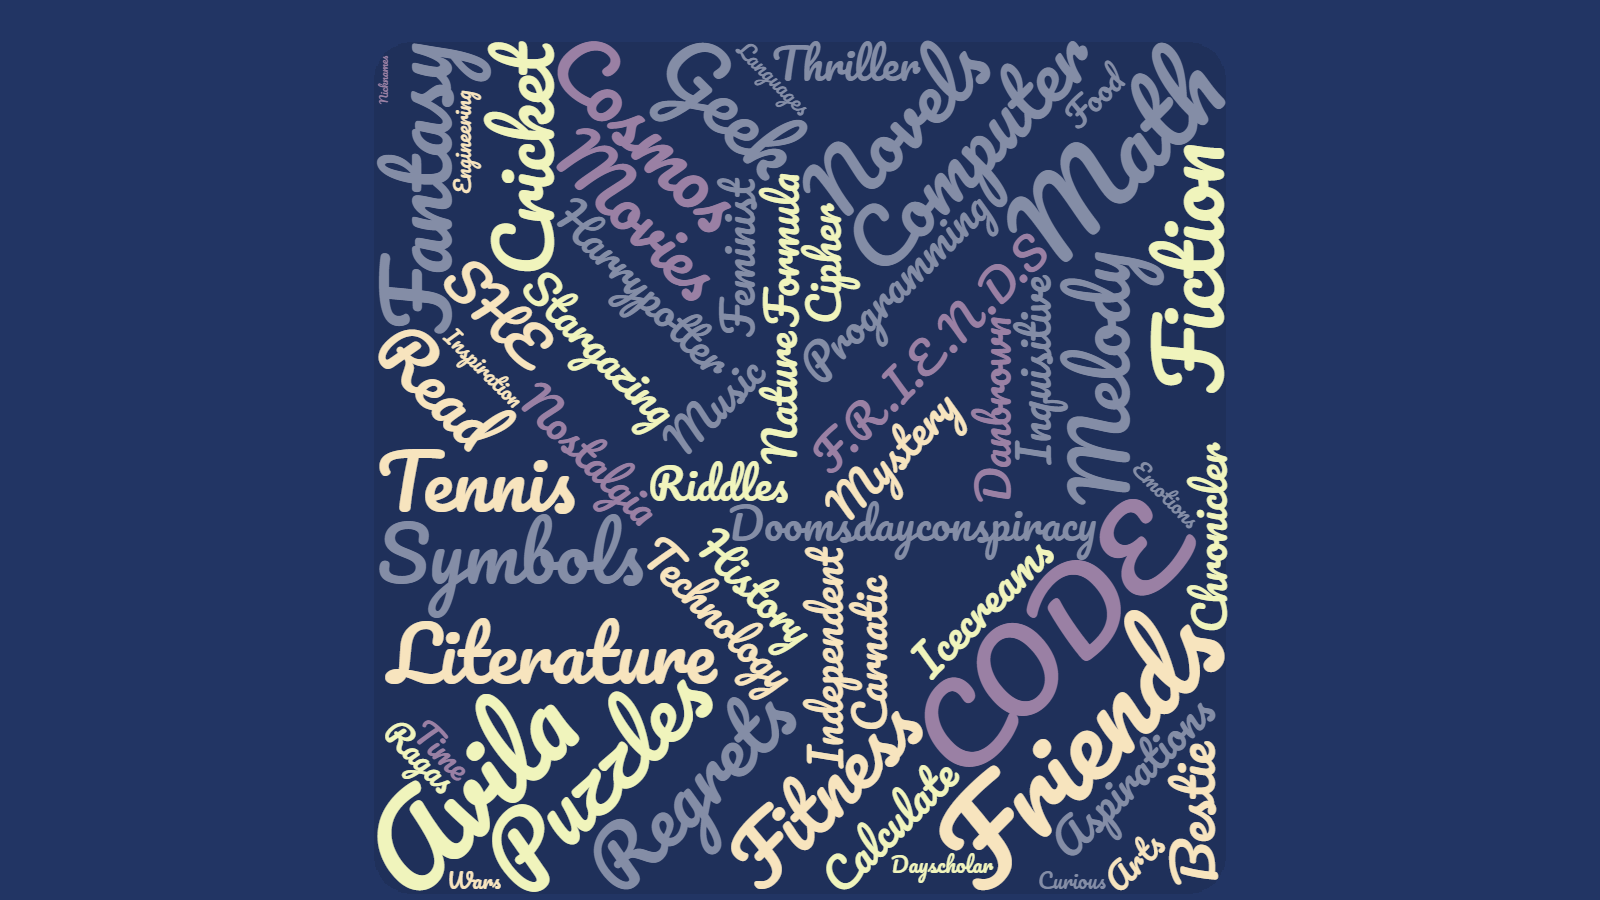 Nicknames
Fantasy
Engineering
Cricket
Cosmos
Movies
Geek
Languages
Thriller
Novels
Computer
Food
Math
Fiction
Harrypotter
Feminist
Formula
Cipher
Programming
SHE
Stargazing
Inspiration
Read
Nostalgia
Music
Nature
F.R.I.E.N.D.S
Danbrown
Inquisitive
Melody
Mystery
Tennis
Riddles
Symbols
Doomsdayconspiracy
Emotions
Chronicler
CODE
Technology
History
Independent
Carnatic
Icecreams
Literature
Friends
Ragas
Time
Avila
Puzzles
Regrets
Fitness
Calculate
Aspirations
Bestie
Wars
Dayscholar
Curious
Arts